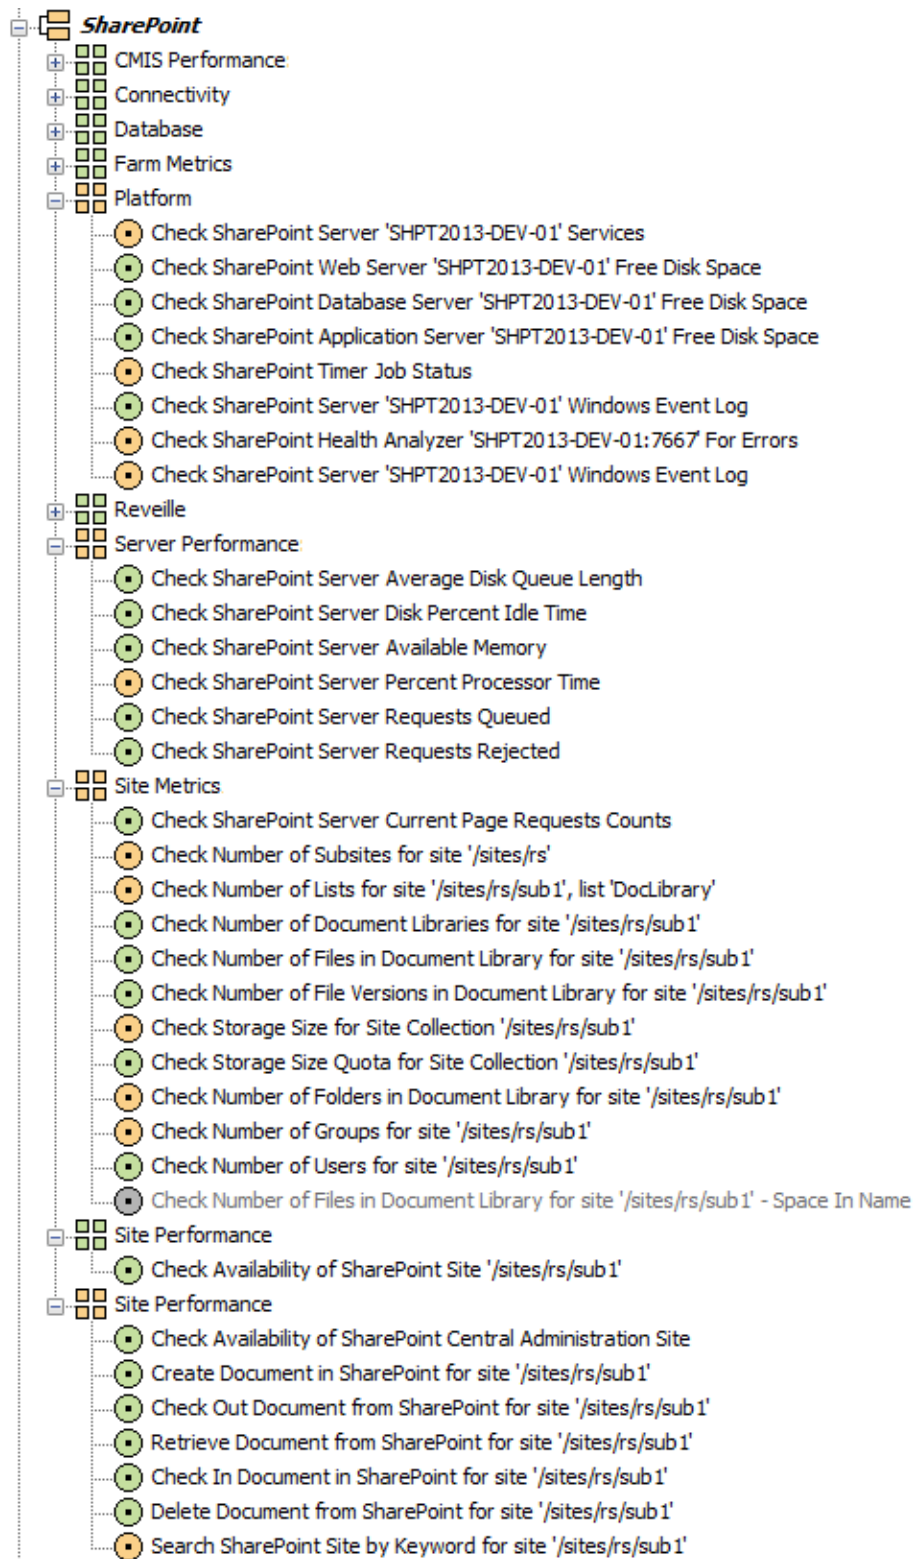 SharePoint
CMIS Performance
Connectivity
Database
Farm Metrics
Platform
Check SharePoint Server 'SHPT2013-DEV-01' Services
Check SharePoint Web Server 'SHPT2013-DEV-01' Free Disk Space
Check SharePoint Database Server 'SHPT2013-DEV-01' Free Disk Space
Check SharePoint Application Server 'SHPT2013-DEV-01' Free Disk Space
Check SharePoint Timer Job Status
Check SharePoint Server 'SHPT2013-DEV-01' Windows Event Log
Check SharePoint Health Analyzer 'SHPT2013-DEV-01:7667' For Errors
Check SharePoint Server 'SHPT2013-DEV-01' Windows Event Log
Reveille
Server Performance
Check SharePoint Server Average Disk Queue Length
Check SharePoint Server Disk Percent Idle Time
Check SharePoint Server Available Memory
Check SharePoint Server Percent Processor Time
Check SharePoint Server Requests Queued
Check SharePoint Server Requests Rejected
Site Metrics
Check SharePoint Server Current Page Requests Counts
Check Number of Subsites for site '/sites/rs'
Check Number of Lists for site '/sites/rs/sub1', list 'DocLibrary'
Check Number of Document Libraries for site '/sites/rs/sub1'
Check Number of Files in Document Library for site '/sites/rs/sub1'
Check Number of File Versions in Document Library for site '/sites/rs/sub1'
Check Storage Size for Site Collection '/sites/rs/sub1'
Check Storage Size Quota for Site Collection '/sites/rs/sub1'
Check Number of Folders in Document Library for site '/sites/rs/sub1'
Check Number of Groups for site '/sites/rs/sub1'
Check Number of Users for site '/sites/rs/sub1'
Check Number of Files in Document Library for site '/sites/rs/sub1' - Space In Name
Site Performance
Check Availability of SharePoint Site '/sites/rs/sub1'
Site Performance
Check Availability of SharePoint Central Administration Site
Create Document in SharePoint for site '/sites/rs/sub1'
Check Out Document from SharePoint for site '/sites/rs/sub1'
Retrieve Document from SharePoint for site '/sites/rs/sub1'
Check In Document in SharePoint for site '/sites/rs/sub1'
Delete Document from SharePoint for site '/sites/rs/sub1'
Search SharePoint Site by Keyword for site '/sites/rs/sub1'